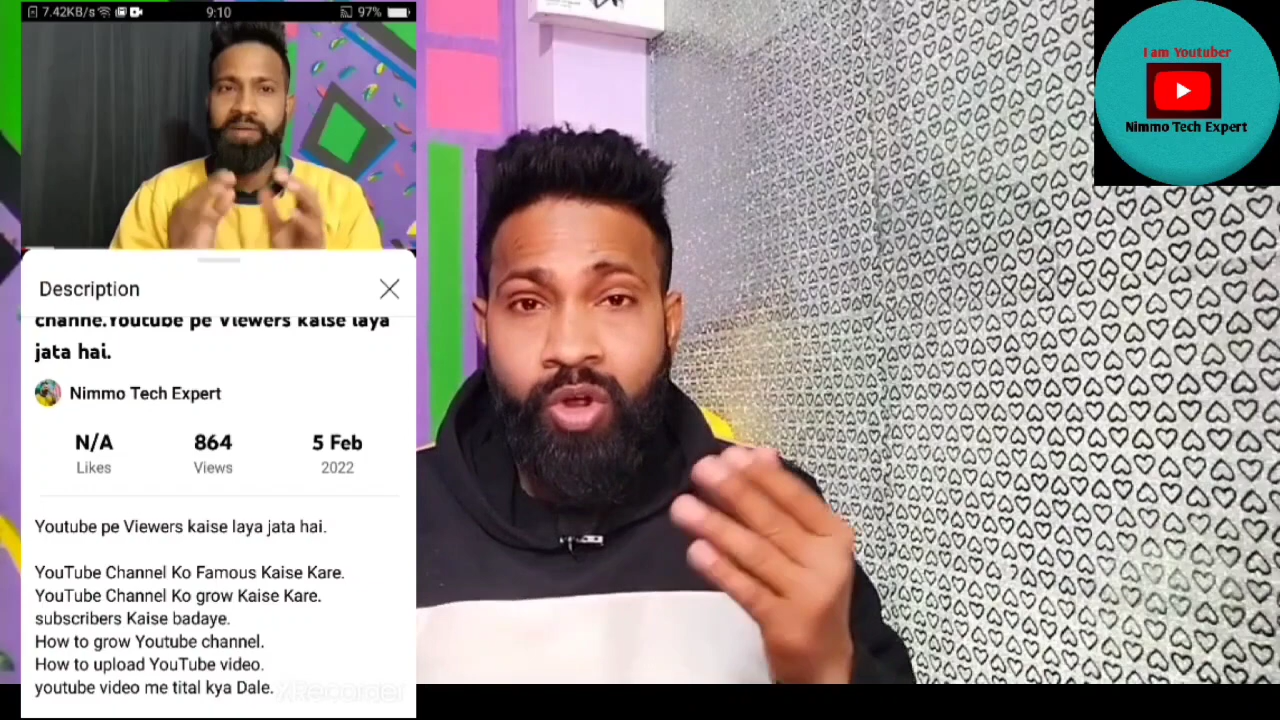 7.42KB/s 9:10 97%
I am Youtuber
Nimmo Tech Expert
Description
channe.Youtube pe Viewers kaise laya
jata hai.
Nimmo Tech Expert
N/A 864 5 Feb
Likes Views 2022
Youtube pe Viewers kaise laya jata hai.
YouTube Channel Ko Famous Kaise Kare.
YouTube Channel Ko grow Kaise Kare.
subscribers Kaise badaye.
How to grow Youtube channel.
How to upload YouTube video.
youtube video me tital kya Dale.
XRecorder